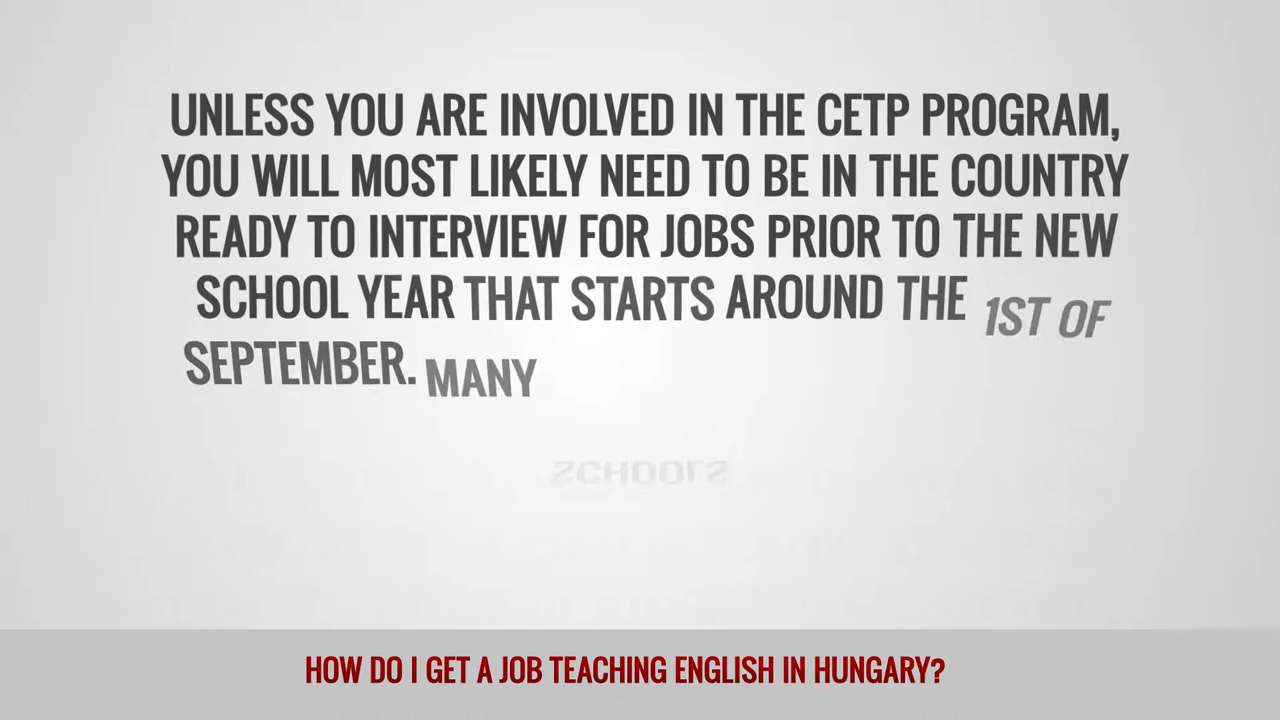 UNLESS YOU ARE INVOLVED IN THE CETP PROGRAM,
YOU WILL MOST LIKELY NEED TO BE IN THE COUNTRY
READY TO INTERVIEW FOR JOBS PRIOR TO THE NEW
SCHOOL YEAR THAT STARTS AROUND THE 1ST OF
SEPTEMBER. MANY
SCHOOLS
HOW DO I GET A JOB TEACHING ENGLISH IN HUNGARY?